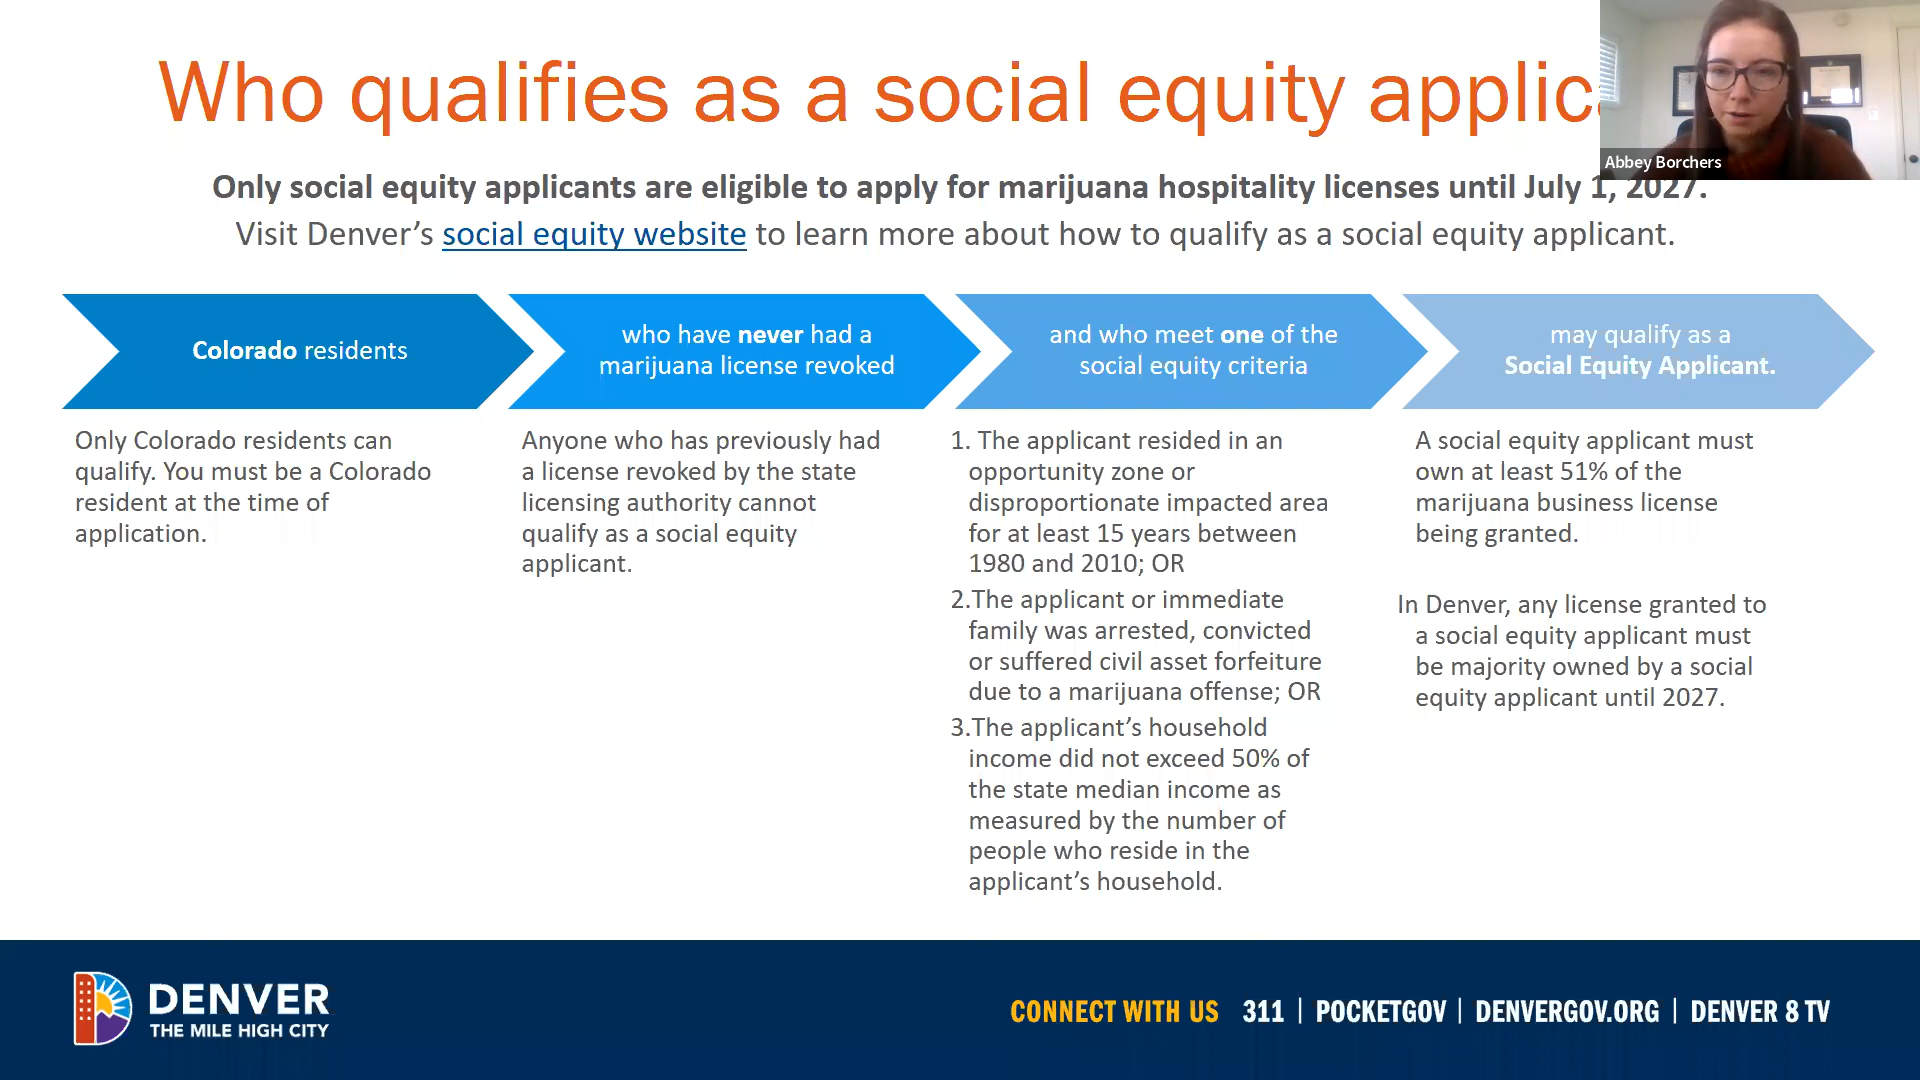 Who qualifies as a social equity applic
Abbey Borchers
Only social equity applicants are eligible to apply for marijuana hospitality licenses until July 1, 2027.
Visit Denver’s social equity website to learn more about how to qualify as a social equity applicant.
Colorado residents
who have never had a
marijuana license revoked
and who meet one of the
social equity criteria
may qualify as a
Social Equity Applicant.
Only Colorado residents can
qualify. You must be a Colorado
resident at the time of
application.
Anyone who has previously had
a license revoked by the state
licensing authority cannot
qualify as a social equity
applicant.
1. The applicant resided in an
opportunity zone or
disproportionate impacted area
for at least 15 years between
1980 and 2010; OR
2.The applicant or immediate
family was arrested, convicted
or suffered civil asset forfeiture
due to a marijuana offense; OR
3.The applicant’s household
income did not exceed 50% of
the state median income as
measured by the number of
people who reside in the
applicant’s household.
A social equity applicant must
own at least 51% of the
marijuana business license
being granted.
In Denver, any license granted to
a social equity applicant must
be majority owned by a social
equity applicant until 2027.
DENVER
THE MILE HIGH CITY
CONNECT WITH US 311 | POCKETGOV | DENVERGOV.ORG | DENVER 8 TV